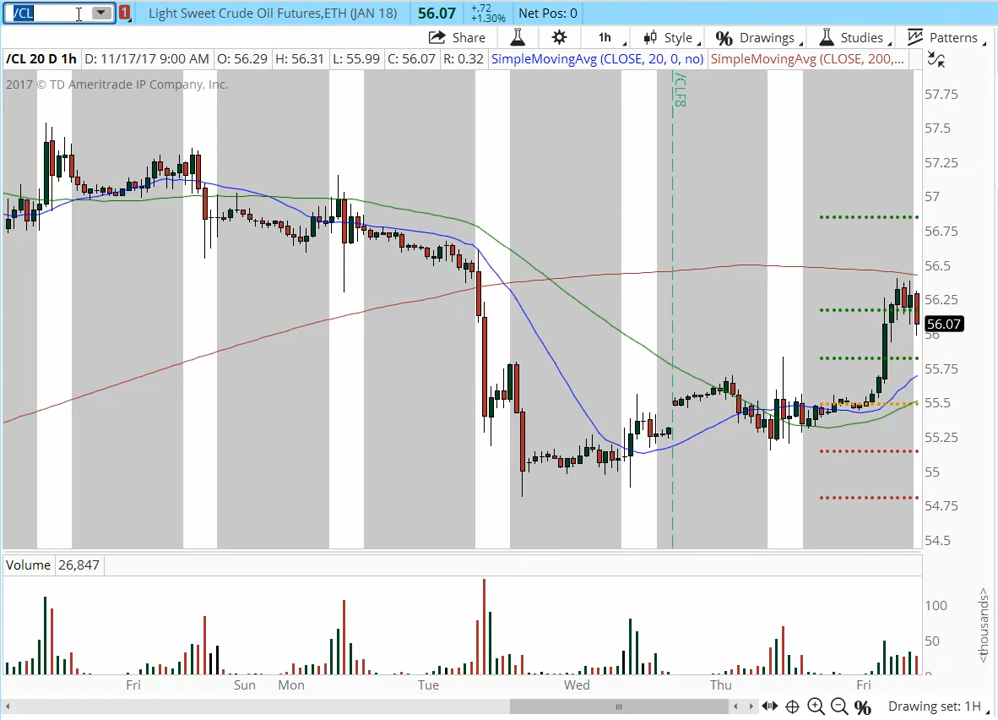 /CL 1 Light Sweet Crude Oil Futures,ETH (JAN 18) 56.07 +.72 +1.30% Net Pos: 0
Share 1h Style % Drawings Studies Patterns
/CL 20 D 1h D: 11/17/17 9:00 AM O: 56.29 H: 56.31 L: 55.99 C: 56.07 R: 0.32 SimpleMovingAvg (CLOSE, 20, 0, no) SimpleMovingAvg (CLOSE, 200,...
2017 © TD Ameritrade IP Company, Inc.
/CLF8
57.75
57.5
57.25
57
56.75
56.5
56.25
56.07
56
55.75
55.5
55.25
55
54.75
54.5
Volume 26,847
100
50
<thousands>
Fri Sun Mon Tue Wed Thu Fri
% Drawing set: 1H